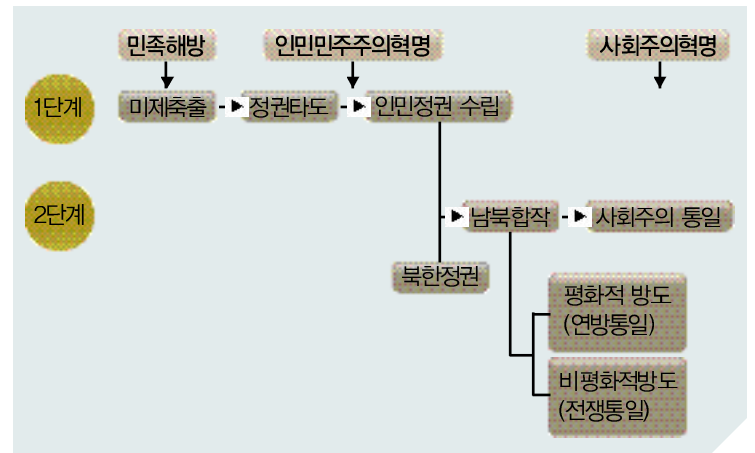 민족해방
인민민주주의혁명
사회주의혁명
1단계
미제축출
정권타도
인민정권 수립
2단계
남북합작
사회주의 통일
북한정권
평화적 방도
(연방통일)
비평화적방도
(전쟁통일)